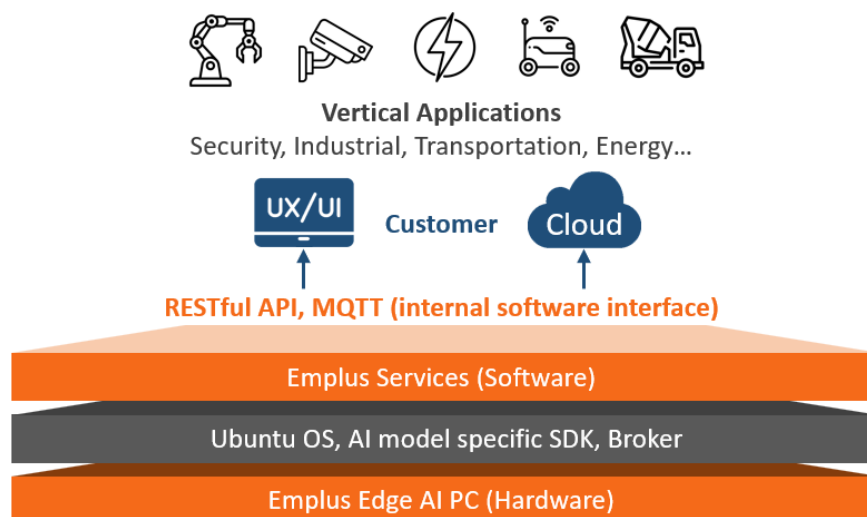 Vertical Applications
Security, Industrial, Transportation, Energy...
UX/UI
Customer
Cloud
RESTful API, MQTT (internal software interface)
Emplus Services (Software)
Ubuntu OS, AI model specific SDK, Broker
Emplus Edge AI PC (Hardware)